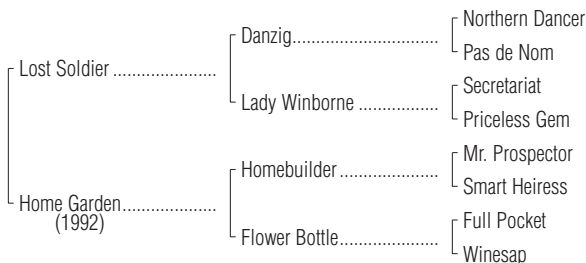 Northern Dancer
Danzig........................................
Pas de Nom
Lost Soldier ............................
Secretariat
Lady Winborne ......................
Priceless Gem
Mr. Prospector
Homebuilder ...........................
Smart Heiress
Home Garden.........................
(1992)
Full Pocket
Flower Bottle...........................
Winesap